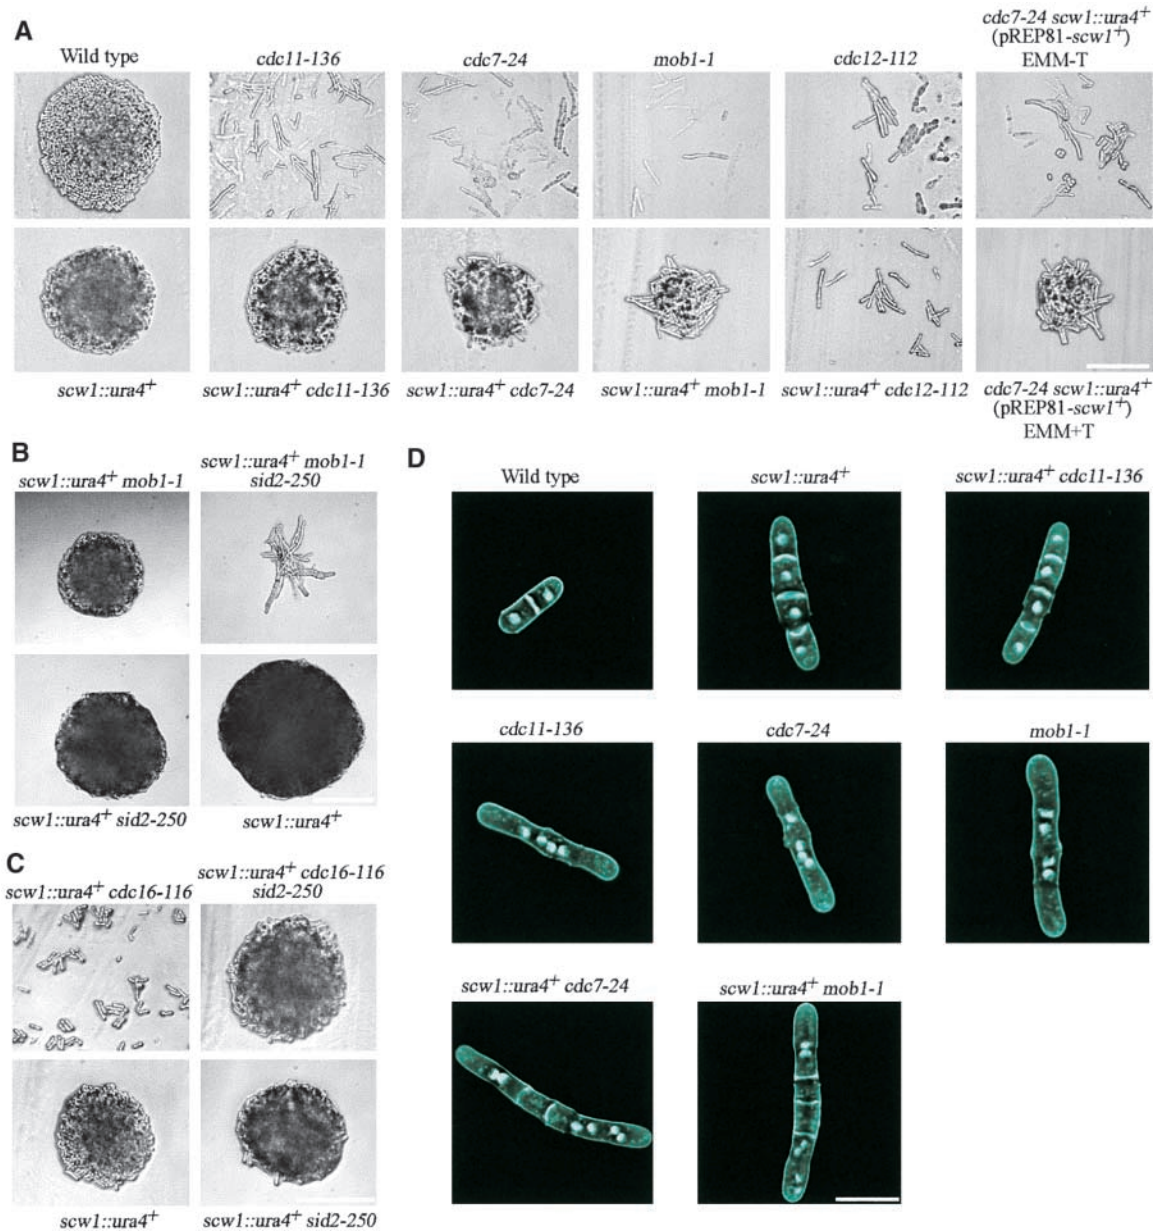 A
Wild type
cdc11-136
cdc7-24
mob1-1
cdc12-112
cdc7-24 scw1::ura4+
(pREP81-scw1+)
EMM-T
scw1::ura4+
scw1::ura4+ cdc11-136
scw1::ura4+ cdc7-24
scw1::ura4+ mob1-1
scw1::ura4+ cdc12-112
cdc7-24 scw1::ura4+
(pREP81-scw1+)
EMM+T
B
scw1::ura4+ mob1-1
scw1::ura4+ mob1-1
sid2-250
scw1::ura4+ sid2-250
scw1::ura4+
C
scw1::ura4+ cdc16-116
scw1::ura4+ cdc16-116
sid2-250
scw1::ura4+
scw1::ura4+ sid2-250
D
Wild type
scw1::ura4+
scw1::ura4+ cdc11-136
cdc11-136
cdc7-24
mob1-1
scw1::ura4+ cdc7-24
scw1::ura4+ mob1-1